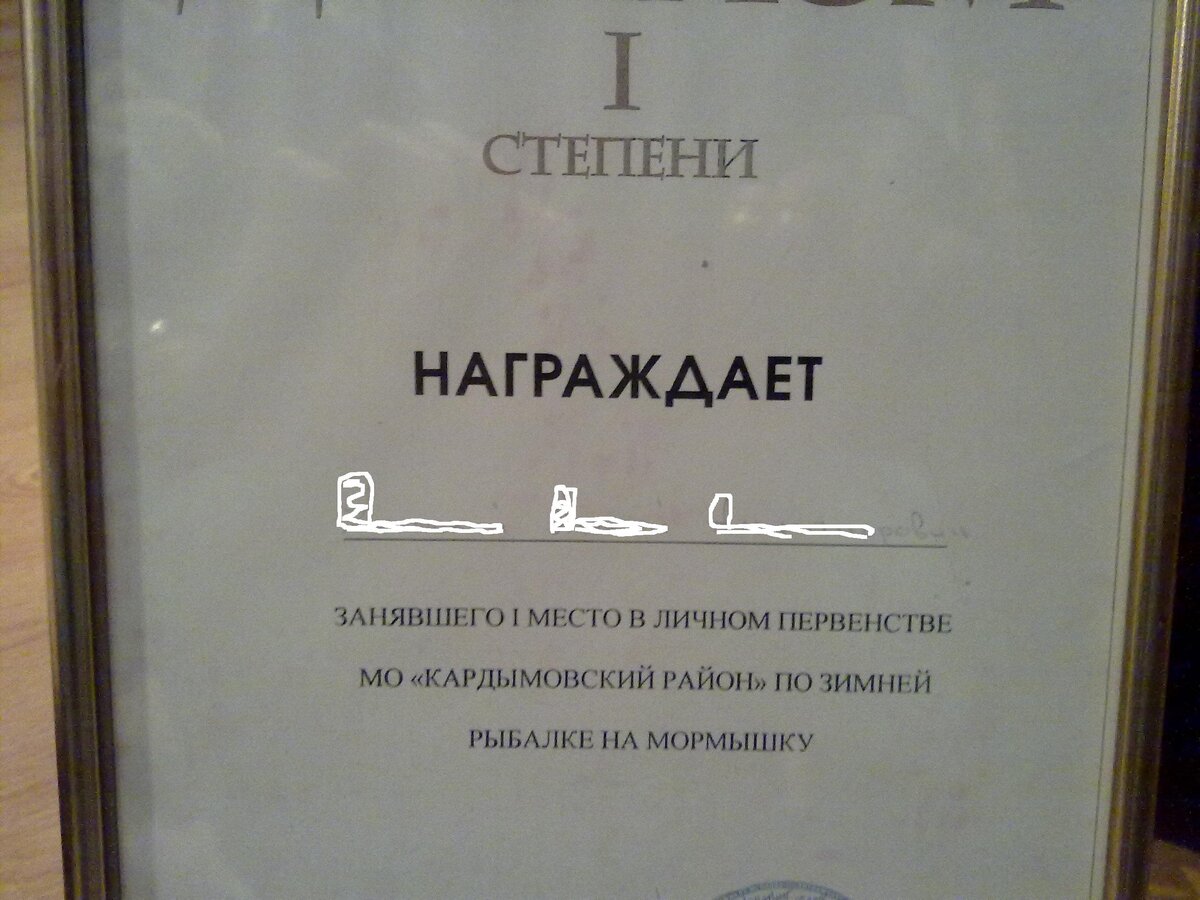 I
СТЕПЕНИ
НАГРАЖДАЕТ
ЗАНЯВШЕГО I МЕСТО В ЛИЧНОМ ПЕРВЕНСТВЕ
МО «КАРДЫМОВСКИЙ РАЙОН» ПО ЗИМНЕЙ
РЫБАЛКЕ НА МОРМЫШКУ